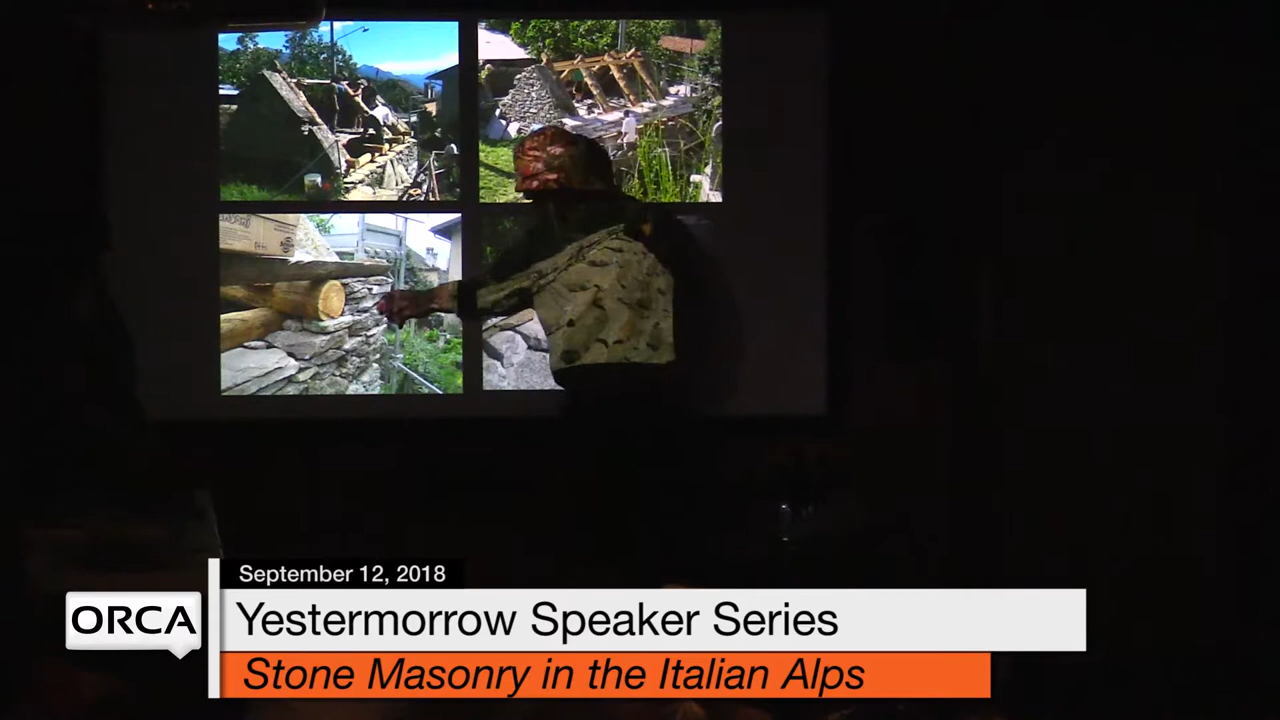 September 12, 2018
ORCA
Yestermorrow Speaker Series
Stone Masonry in the Italian Alps